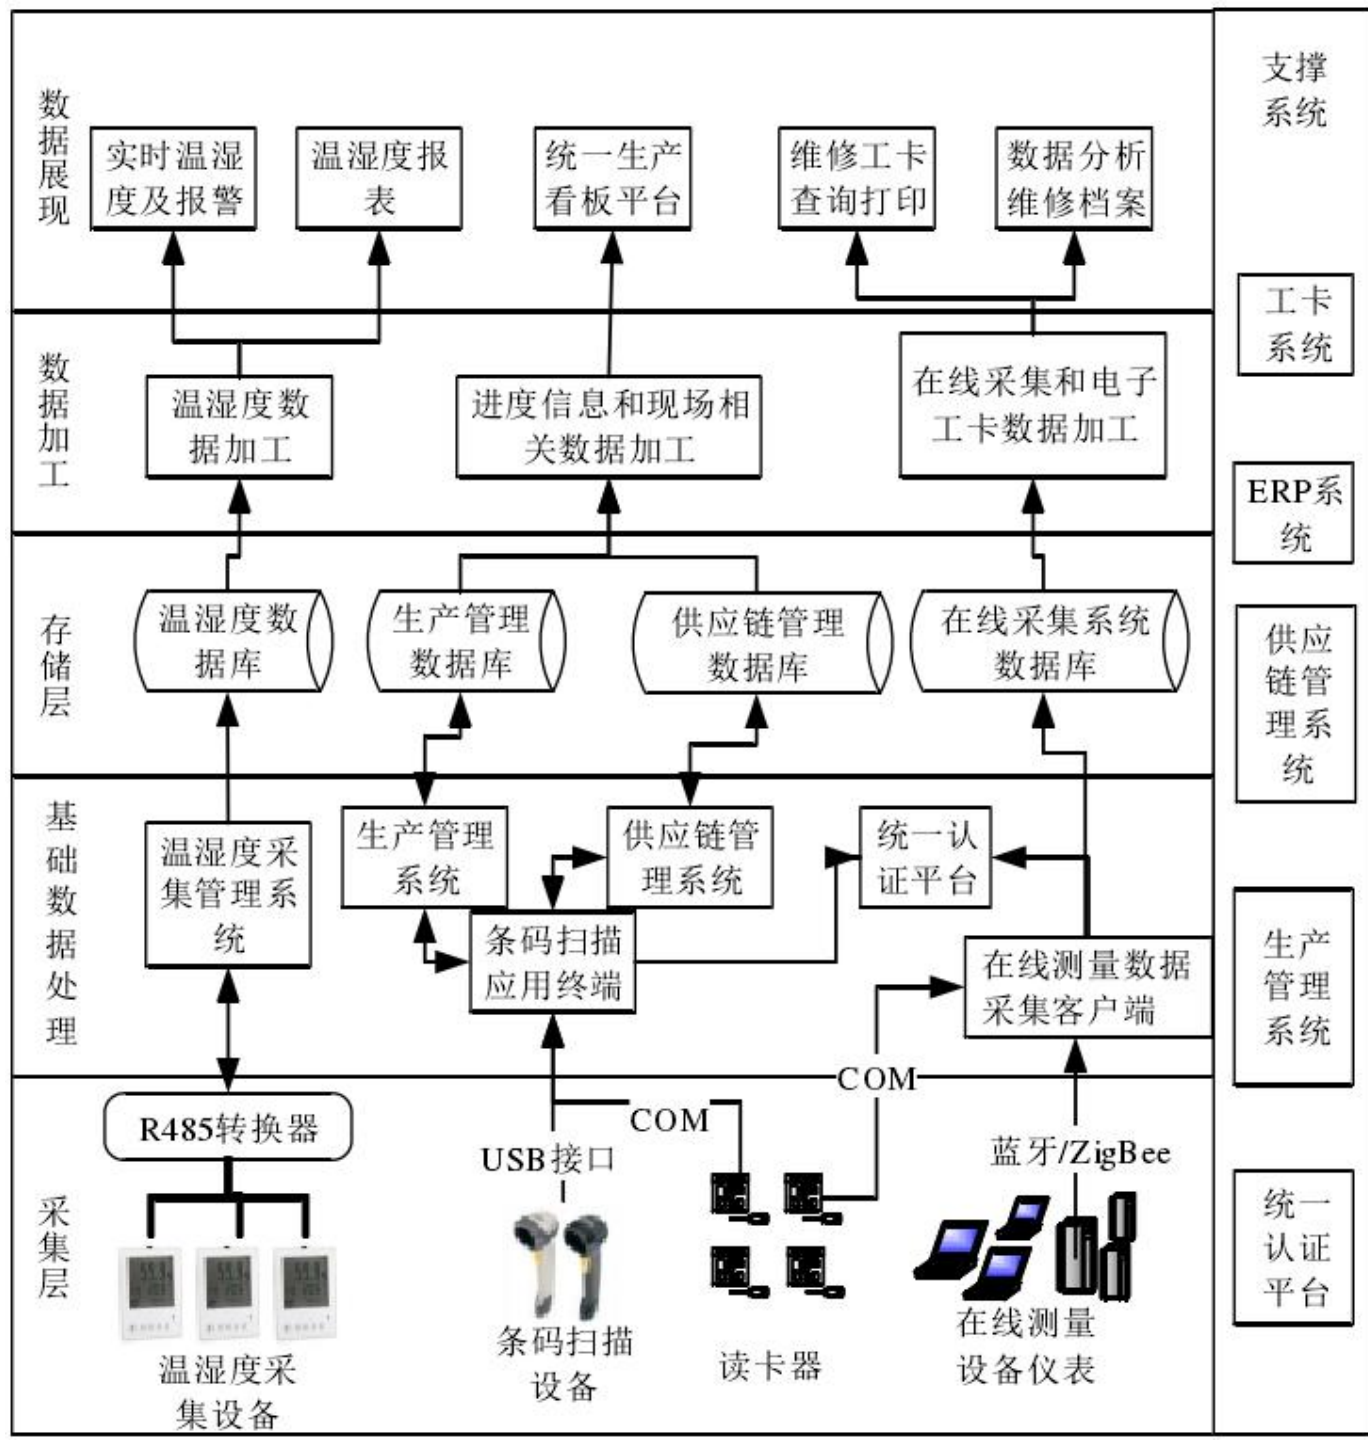 数
据
展
现
实时温湿
度及报警
温湿度报
表
统一生产
看板平台
维修工卡
查询打印
数据分析
维修档案
数
据
加
工
温湿度数
据加工
进度信息和现场相
关数据加工
在线采集和电子
工卡数据加工
存
储
层
温湿度数
据库
生产管理
数据库
供应链管理
数据库
在线采集系统
数据库
基
础
数
据
处
理
温湿度采
集管理系
统
生产管理
系统
供应链管
理系统
统一认
证平台
条码扫描
应用终端
在线测量数据
采集客户端
采
集
层
R485转换器
USB接口
COM
COM
蓝牙/ZigBee
温湿度采
集设备
条码扫描
设备
读卡器
在线测量
设备仪表
支撑
系统
工卡
系统
ERP系
统
供应
链管
理系
统
生产
管理
系统
统一
认证
平台